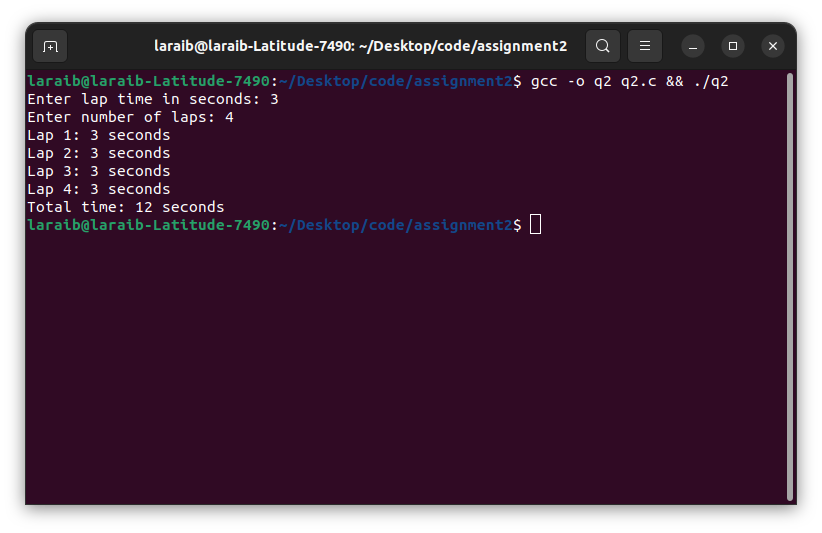 laraib@laraib-Latitude-7490: ~/Desktop/code/assignment2
laraib@laraib-Latitude-7490:~/Desktop/code/assignment2$ gcc -o q2 q2.c && ./q2
Enter lap time in seconds: 3
Enter number of laps: 4
Lap 1: 3 seconds
Lap 2: 3 seconds
Lap 3: 3 seconds
Lap 4: 3 seconds
Total time: 12 seconds
laraib@laraib-Latitude-7490:~/Desktop/code/assignment2$